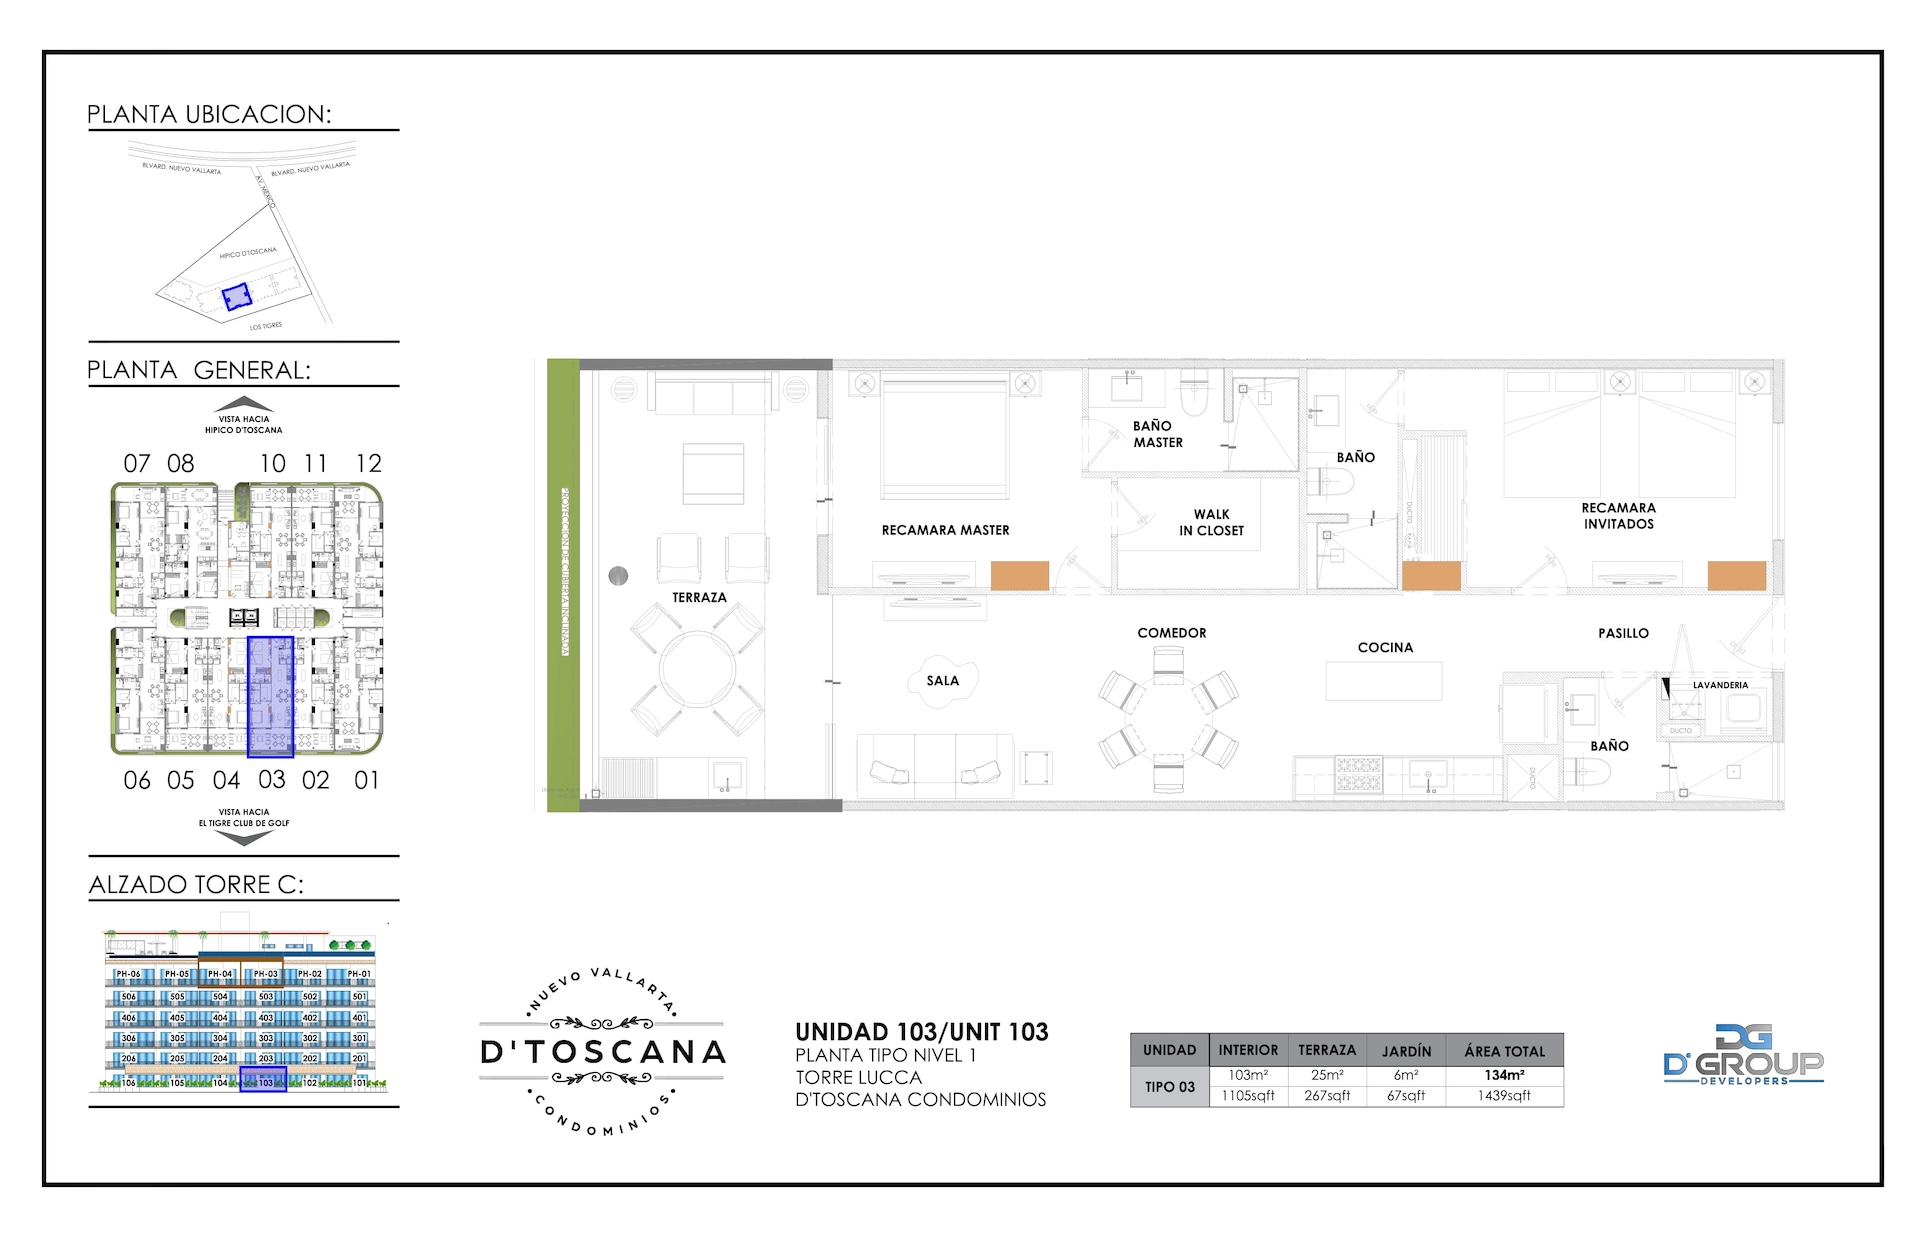 PLANTA UBICACION:
BLVARD. NUEVO VALLARTA
BLVARD. NUEVO VALLARTA
AV. MEXICO
HIPICO D'TOSCANA
LOS TIGRES
PLANTA GENERAL:
VISTA HACIA
HIPICO D'TOSCANA
07 08 10 11 12
06 05 04 03 02 01
VISTA HACIA
EL TIGRE CLUB DE GOLF
ALZADO TORRE C:
PH-06 PH-05 PH-04 PH-03 PH-02 PH-01
506 505 504 503 502 501
406 405 404 403 402 401
306 305 304 303 302 301
206 205 204 203 202 201
106 105 104 103 102 101
PROYECCION DE CUBIERTA INCLINADA
TERRAZA
RECAMARA MASTER
BAÑO
MASTER
WALK
IN CLOSET
BAÑO
DUCTO
RECAMARA
INVITADOS
SALA
COMEDOR
COCINA
PASILLO
LAVANDERIA
DUCTO
BAÑO
DUCTO
NUEVO VALLARTA
D'TOSCANA
CONDOMINIOS
UNIDAD 103/UNIT 103
PLANTA TIPO NIVEL 1
TORRE LUCCA
D'TOSCANA CONDOMINIOS
UNIDAD INTERIOR TERRAZA JARDÍN ÁREA TOTAL
TIPO 03
103m² 25m² 6m² 134m²
1105sqft 267sqft 67sqft 1439sqft
DG
D'GROUP
DEVELOPERS